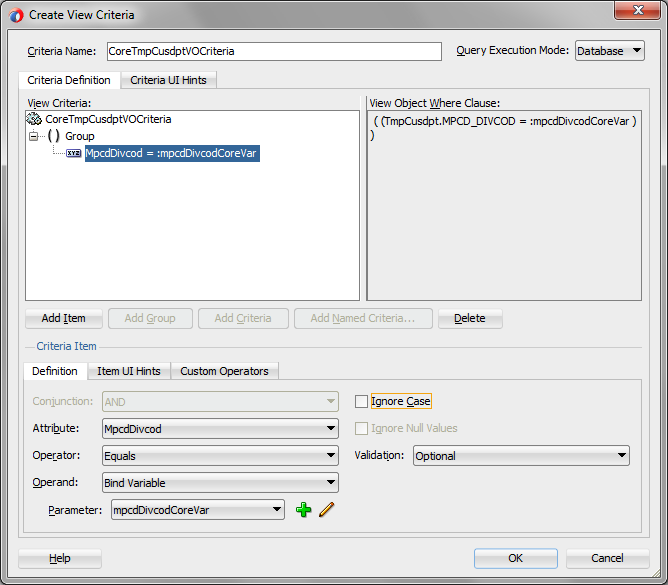 Create View Criteria
Criteria Name: CoreTmpCusdptVOCriteria Query Execution Mode: Database
Criteria Definition Criteria UI Hints
View Criteria: View Object Where Clause:
CoreTmpCusdptVOCriteria
( ) Group
XYZ MpcdDivcod = :mpcdDivcodCoreVar
( (TmpCusdpt.MPCD_DIVCOD = :mpcdDivcodCoreVar )
)
Add Item Add Group Add Criteria Add Named Criteria... Delete
Criteria Item
Definition Item UI Hints Custom Operators
Conjunction: AND Ignore Case
Attribute: MpcdDivcod Ignore Null Values
Operator: Equals Validation: Optional
Operand: Bind Variable
Parameter: mpcdDivcodCoreVar
Help OK Cancel